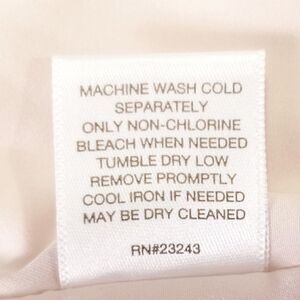 MACHINE WASH COLD
SEPARATELY
ONLY NON-CHLORINE
BLEACH WHEN NEEDED
TUMBLE DRY LOW
REMOVE PROMPTLY
COOL IRON IF NEEDED
MAY BE DRY CLEANED
RN#23243